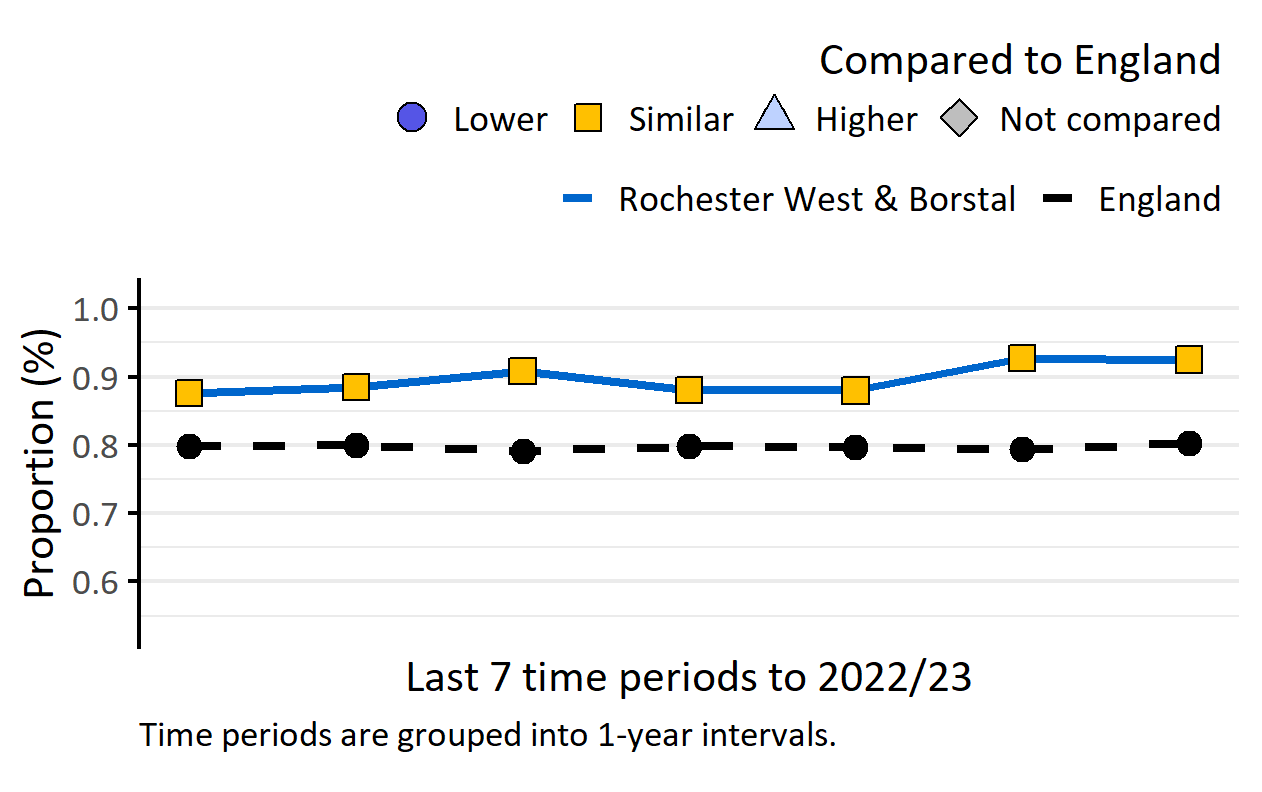 Compared to England
Lower Similar Higher Not compared
Rochester West & Borstal England
Proportion (%)
1.0
0.9
0.8
0.7
0.6
Last 7 time periods to 2022/23
Time periods are grouped into 1-year intervals.